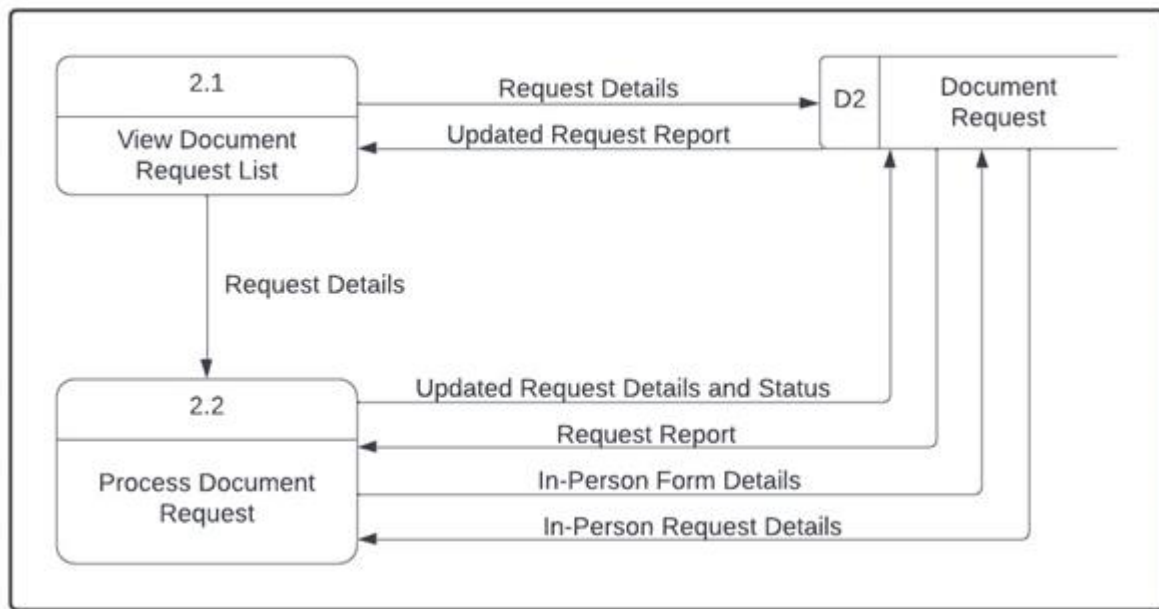 2.1
View Document
Request List
Request Details
Updated Request Report
D2
Document
Request
Request Details
2.2
Process Document
Request
Updated Request Details and Status
Request Report
In-Person Form Details
In-Person Request Details